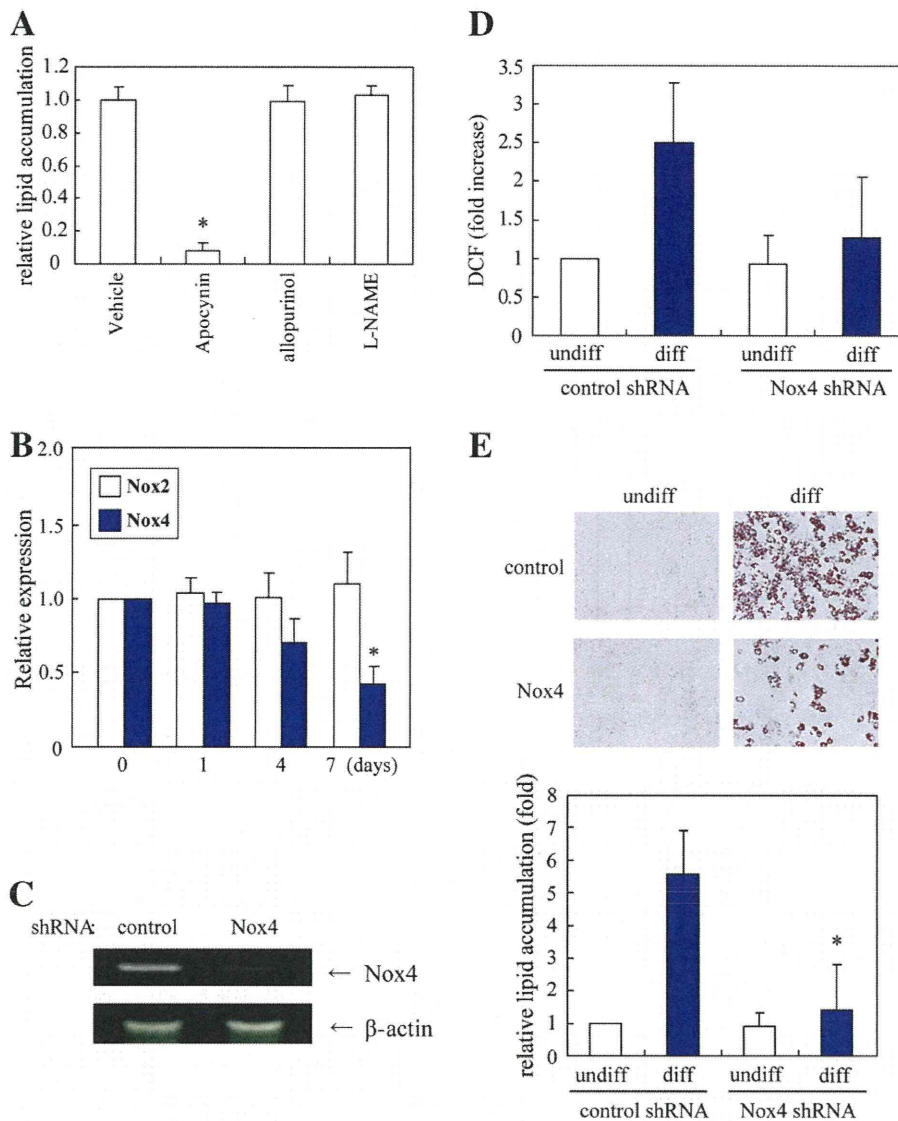 A
relative lipid accumulation
1.2
1.0
0.8
0.6
0.4
0.2
0
*
Vehicle
Apocynin
allopurinol
L-NAME
B
Relative expression
2.0
1.5
1.0
0.5
0
Nox2
Nox4
*
0 1 4 7 (days)
C
shRNA: control Nox4
← Nox4
← β-actin
D
DCF (fold increase)
3.5
3
2.5
2
1.5
1
0.5
0
undiff diff undiff diff
control shRNA Nox4 shRNA
E
undiff diff
control
Nox4
relative lipid accumulation (fold)
8
7
6
5
4
3
2
1
0
*
undiff diff undiff diff
control shRNA Nox4 shRNA